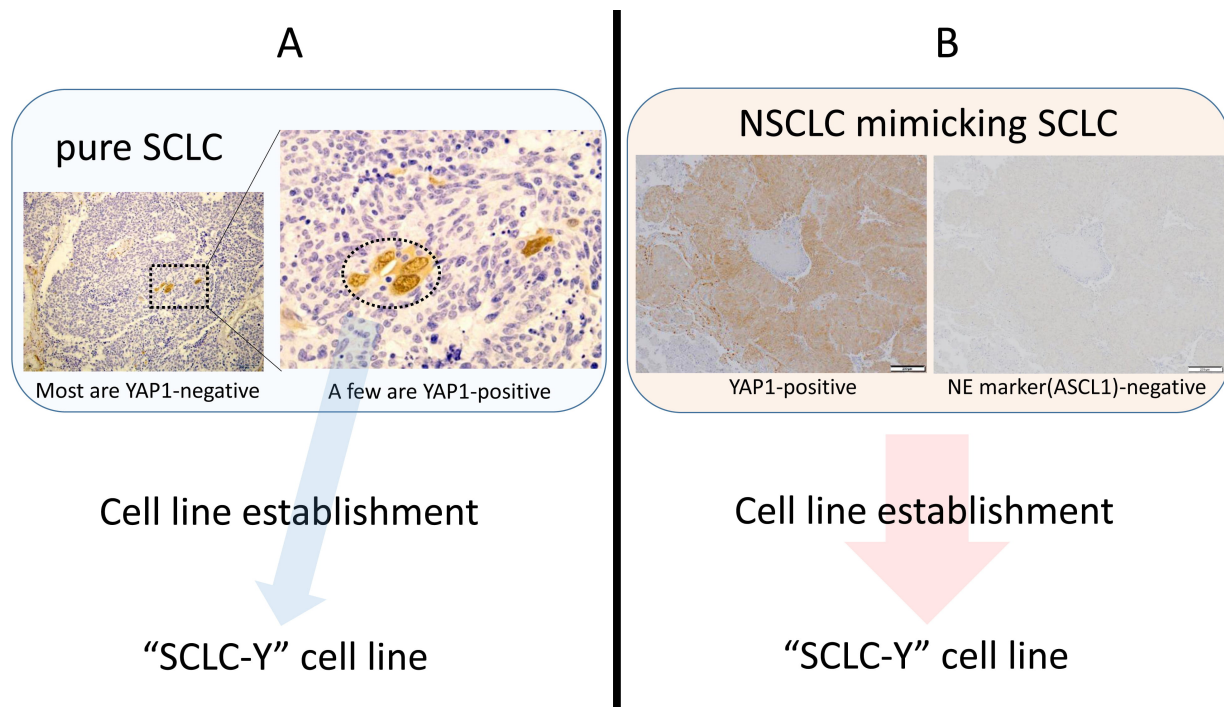 A
pure SCLC
Most are YAP1-negative
A few are YAP1-positive
Cell line establishment
“SCLC-Y” cell line
B
NSCLC mimicking SCLC
YAP1-positive
NE marker(ASCL1)-negative
Cell line establishment
“SCLC-Y” cell line